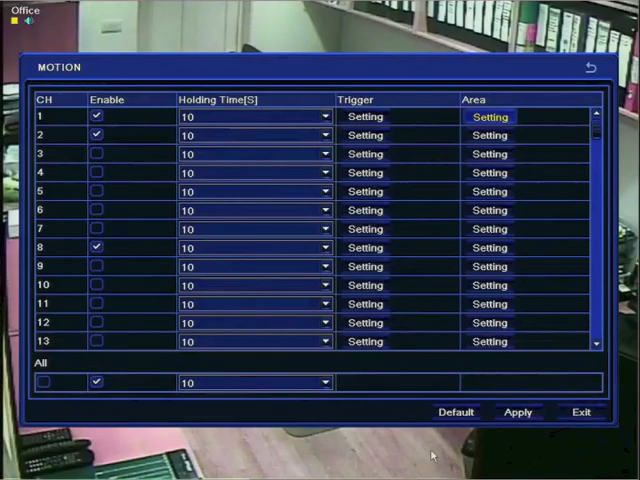 Office
MOTION
CH Enable Holding Time[S] Trigger Area
1 10 Setting Setting
2 10 Setting Setting
3 10 Setting Setting
4 10 Setting Setting
5 10 Setting Setting
6 10 Setting Setting
7 10 Setting Setting
8 10 Setting Setting
9 10 Setting Setting
10 10 Setting Setting
11 10 Setting Setting
12 10 Setting Setting
13 10 Setting Setting
All
10
Default Apply Exit